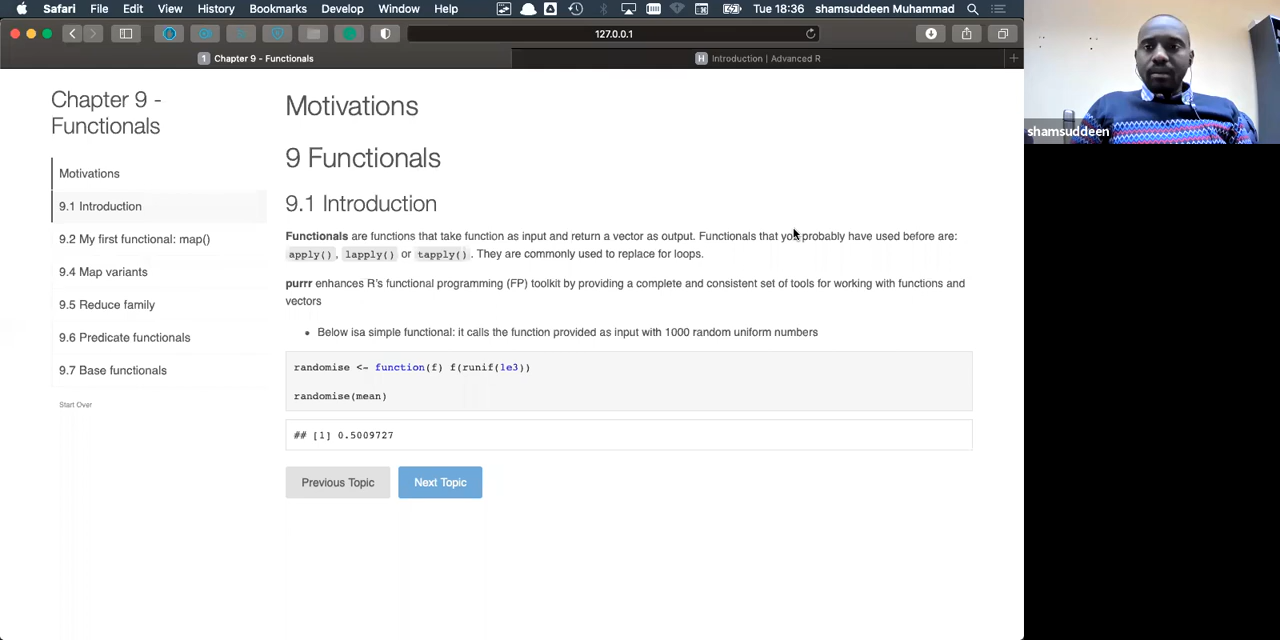 Safari File Edit View History Bookmarks Develop Window Help Tue 18:36 shamsuddeen Muhammad
127.0.0.1
1 Chapter 9 - Functionals
H Introduction | Advanced R
shamsuddeen
Chapter 9 -
Functionals
Motivations
9.1 Introduction
9.2 My first functional: map()
9.4 Map variants
9.5 Reduce family
9.6 Predicate functionals
9.7 Base functionals
Start Over
Motivations
9 Functionals
9.1 Introduction
Functionals are functions that take function as input and return a vector as output. Functionals that you probably have used before are:
apply(), lapply() or tapply(). They are commonly used to replace for loops.
purrr enhances R's functional programming (FP) toolkit by providing a complete and consistent set of tools for working with functions and
vectors
• Below isa simple functional: it calls the function provided as input with 1000 random uniform numbers
randomise <- function(f) f(runif(1e3))
randomise(mean)
## [1] 0.5009727
Previous Topic Next Topic